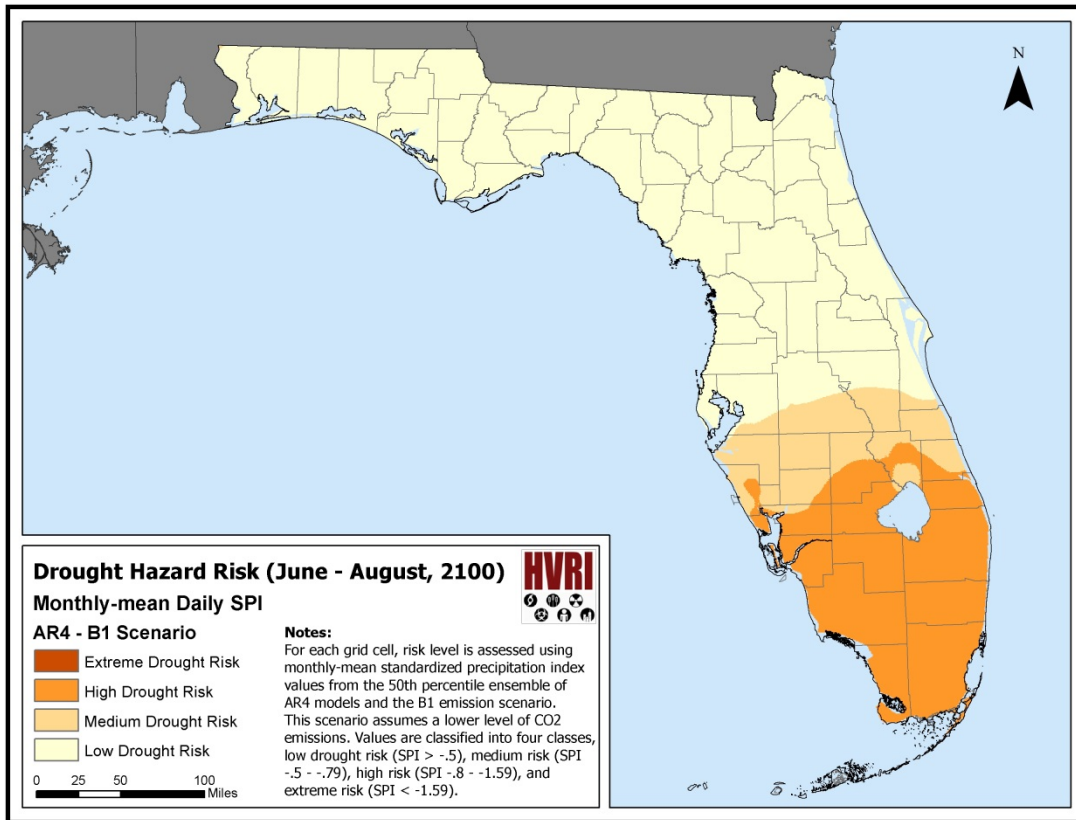 N
Drought Hazard Risk (June - August, 2100)
Monthly-mean Daily SPI
AR4 - B1 Scenario
Extreme Drought Risk
High Drought Risk
Medium Drought Risk
Low Drought Risk
0 25 50 100
Miles
HVRI
Notes:
For each grid cell, risk level is assessed using
monthly-mean standardized precipitation index
values from the 50th percentile ensemble of
AR4 models and the B1 emission scenario.
This scenario assumes a lower level of CO2
emissions. Values are classified into four classes,
low drought risk (SPI > -.5), medium risk (SPI
-.5 - -.79), high risk (SPI -.8 - -1.59), and
extreme risk (SPI < -1.59).